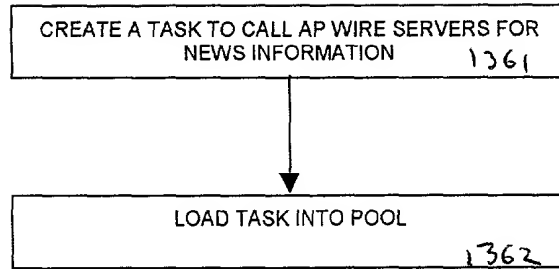 CREATE A TASK TO CALL AP WIRE SERVERS FOR
NEWS INFORMATION 1361
LOAD TASK INTO POOL
1362